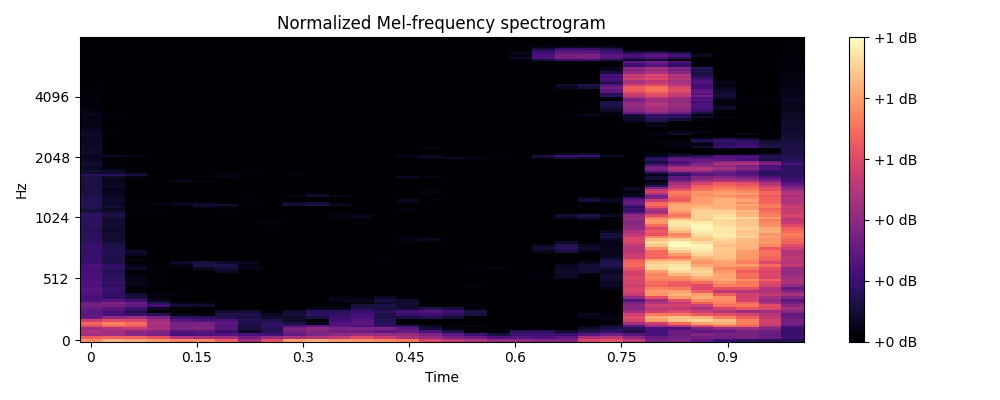 Normalized Mel-frequency spectrogram
Hz
4096
2048
1024
512
0
0 0.15 0.3 0.45 0.6 0.75 0.9
Time
+1 dB
+1 dB
+1 dB
+0 dB
+0 dB
+0 dB